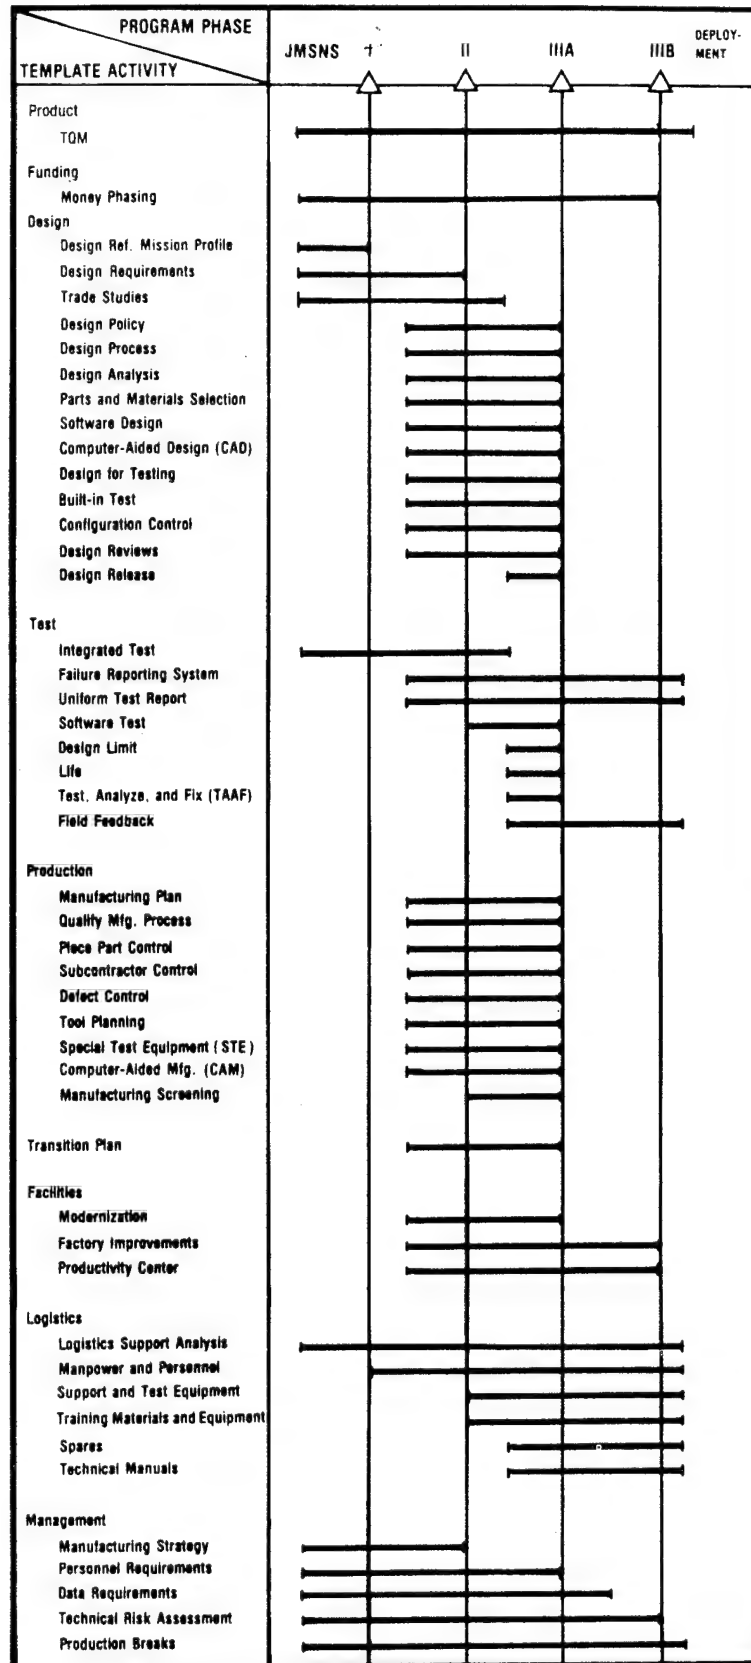 PROGRAM PHASE
TEMPLATE ACTIVITY
JMSNS I II IIIA IIIB DEPLOY-
MENT
Product
TQM
Funding
Money Phasing
Design
Design Ref. Mission Profile
Design Requirements
Trade Studies
Design Policy
Design Process
Design Analysis
Parts and Materials Selection
Software Design
Computer-Aided Design (CAD)
Design for Testing
Built-in Test
Configuration Control
Design Reviews
Design Release
Test
Integrated Test
Failure Reporting System
Uniform Test Report
Software Test
Design Limit
Life
Test, Analyze, and Fix (TAAF)
Field Feedback
Production
Manufacturing Plan
Quality Mfg. Process
Piece Part Control
Subcontractor Control
Defect Control
Tool Planning
Special Test Equipment (STE)
Computer-Aided Mfg. (CAM)
Manufacturing Screening
Transition Plan
Facilities
Modernization
Factory Improvements
Productivity Center
Logistics
Logistics Support Analysis
Manpower and Personnel
Support and Test Equipment
Training Materials and Equipment
Spares
Technical Manuals
Management
Manufacturing Strategy
Personnel Requirements
Data Requirements
Technical Risk Assessment
Production Breaks